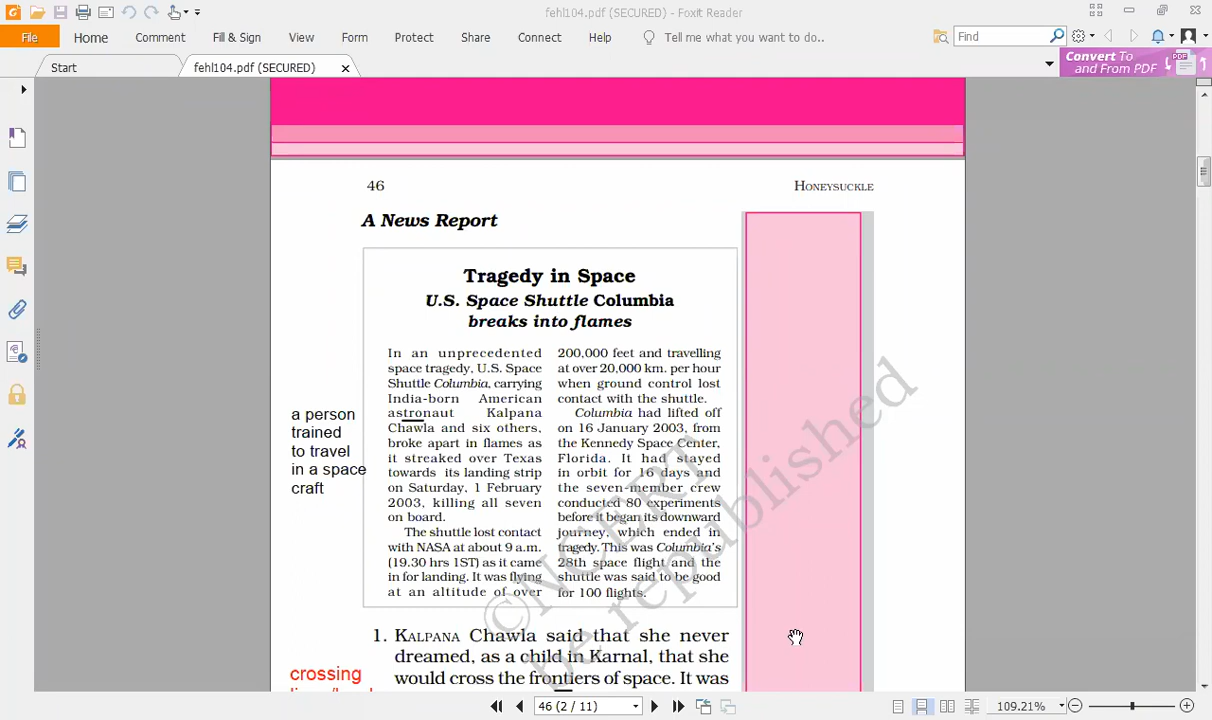 fehl104.pdf (SECURED) - Foxit Reader
File Home Comment Fill & Sign View Form Protect Share Connect Help Tell me what you want to do.. Find
Start fehl104.pdf (SECURED)
Convert To
and From PDF
PDF
46 HONEYSUCKLE
A News Report
Tragedy in Space
U.S. Space Shuttle Columbia
breaks into flames
In an unprecedented
space tragedy, U.S. Space
Shuttle Columbia, carrying
India-born American
astronaut Kalpana
Chawla and six others,
broke apart in flames as
it streaked over Texas
towards its landing strip
on Saturday, 1 February
2003, killing all seven
on board.
The shuttle lost contact
with NASA at about 9 a.m.
(19.30 hrs 1ST) as it came
in for landing. It was flying
at an altitude of over
200,000 feet and travelling
at over 20,000 km. per hour
when ground control lost
contact with the shuttle.
Columbia had lifted off
on 16 January 2003, from
the Kennedy Space Center,
Florida. It had stayed
in orbit for 16 days and
the seven-member crew
conducted 80 experiments
before it began its downward
journey, which ended in
tragedy. This was Columbia's
28th space flight and the
shuttle was said to be good
for 100 flights.
a person
trained
to travel
in a space
craft
1. KALPANA Chawla said that she never
dreamed, as a child in Karnal, that she
would cross the frontiers of space. It was
crossing
©NCERT
be republished
46 (2 / 11) 109.21%